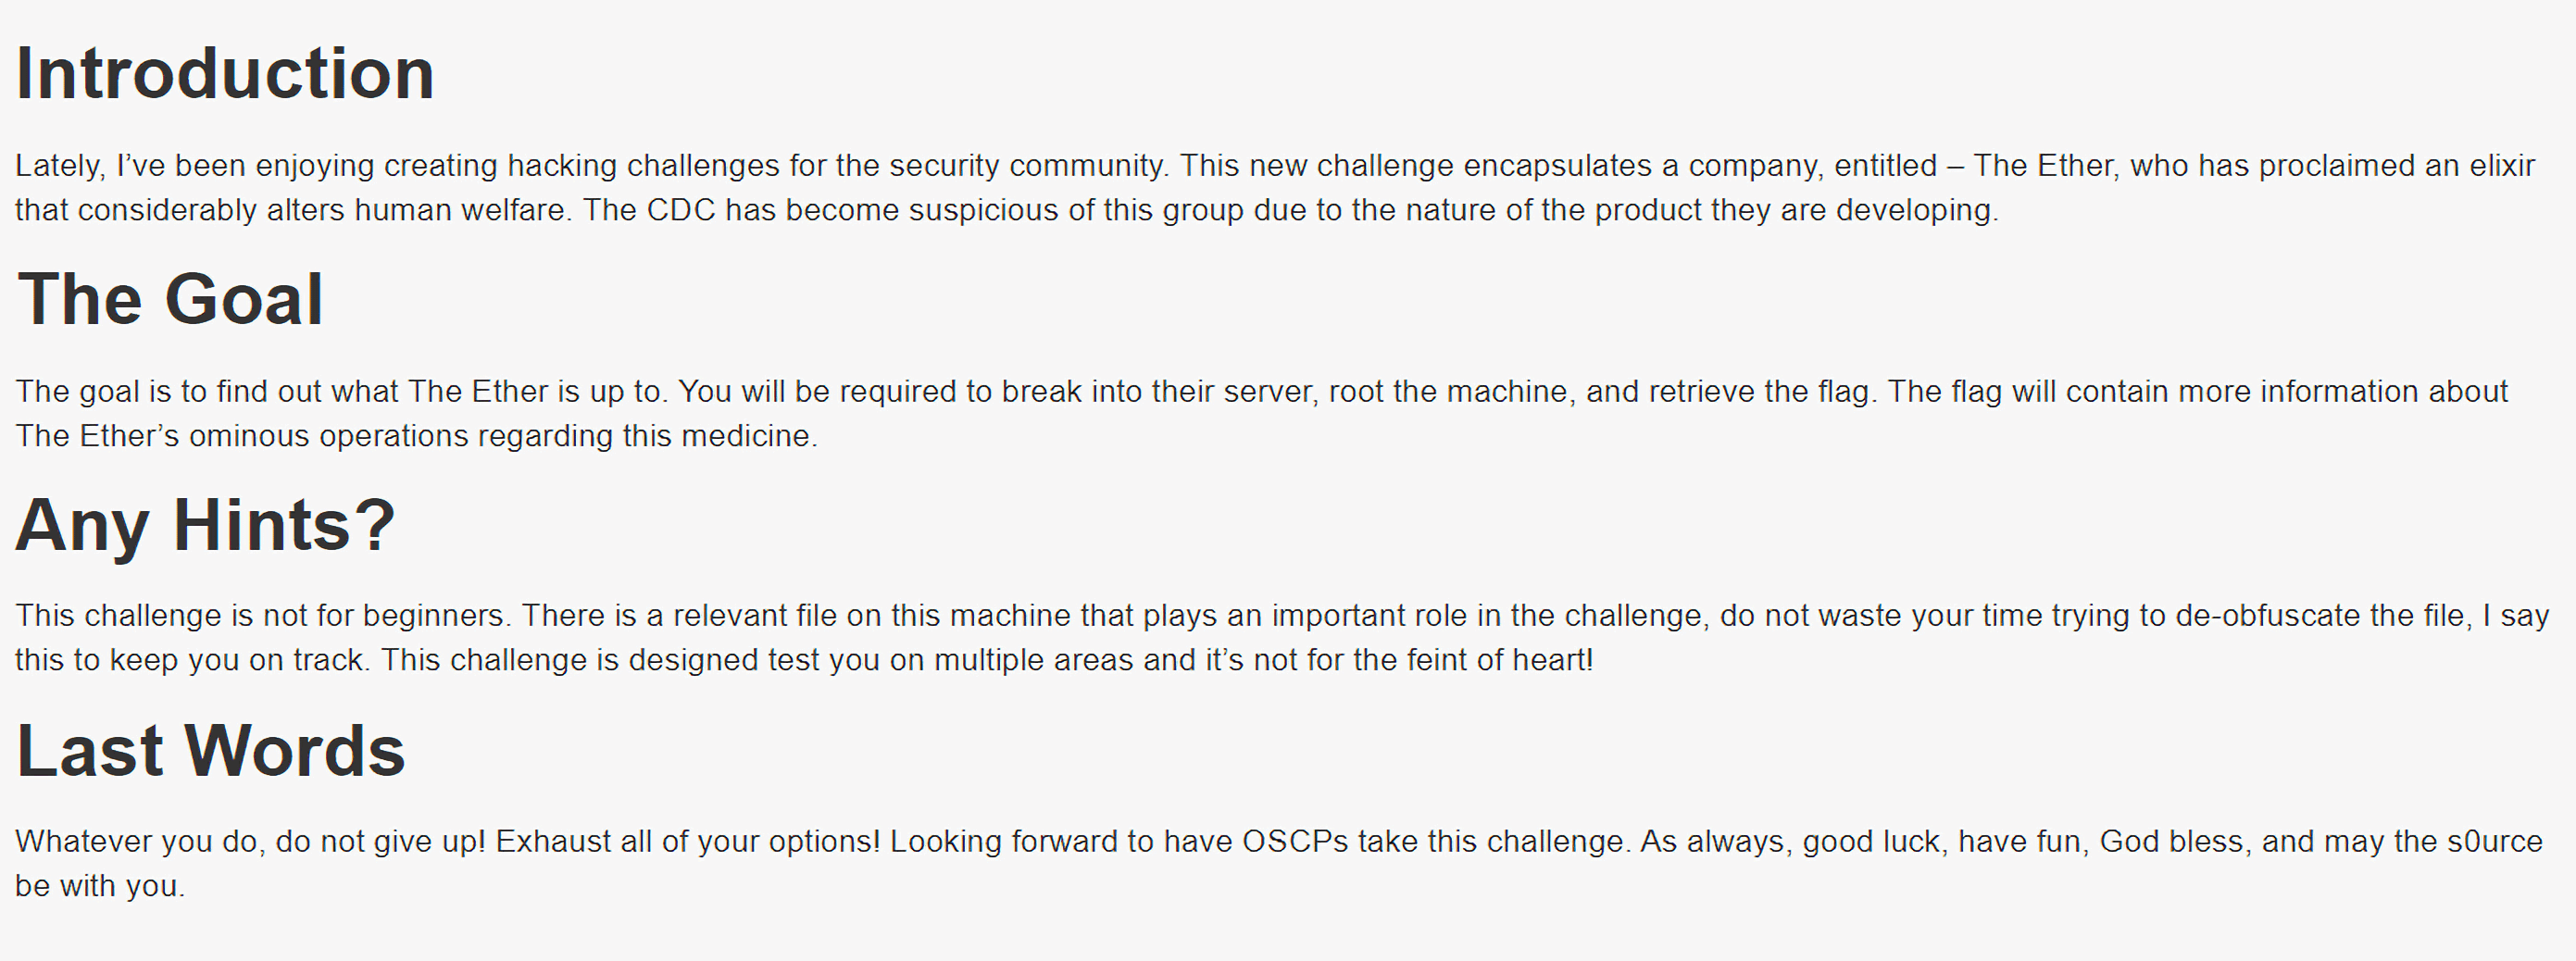 Introduction
Lately, I’ve been enjoying creating hacking challenges for the security community. This new challenge encapsulates a company, entitled – The Ether, who has proclaimed an elixir
that considerably alters human welfare. The CDC has become suspicious of this group due to the nature of the product they are developing.
The Goal
The goal is to find out what The Ether is up to. You will be required to break into their server, root the machine, and retrieve the flag. The flag will contain more information about
The Ether’s ominous operations regarding this medicine.
Any Hints?
This challenge is not for beginners. There is a relevant file on this machine that plays an important role in the challenge, do not waste your time trying to de-obfuscate the file, I say
this to keep you on track. This challenge is designed test you on multiple areas and it’s not for the feint of heart!
Last Words
Whatever you do, do not give up! Exhaust all of your options! Looking forward to have OSCPs take this challenge. As always, good luck, have fun, God bless, and may the s0urce
be with you.